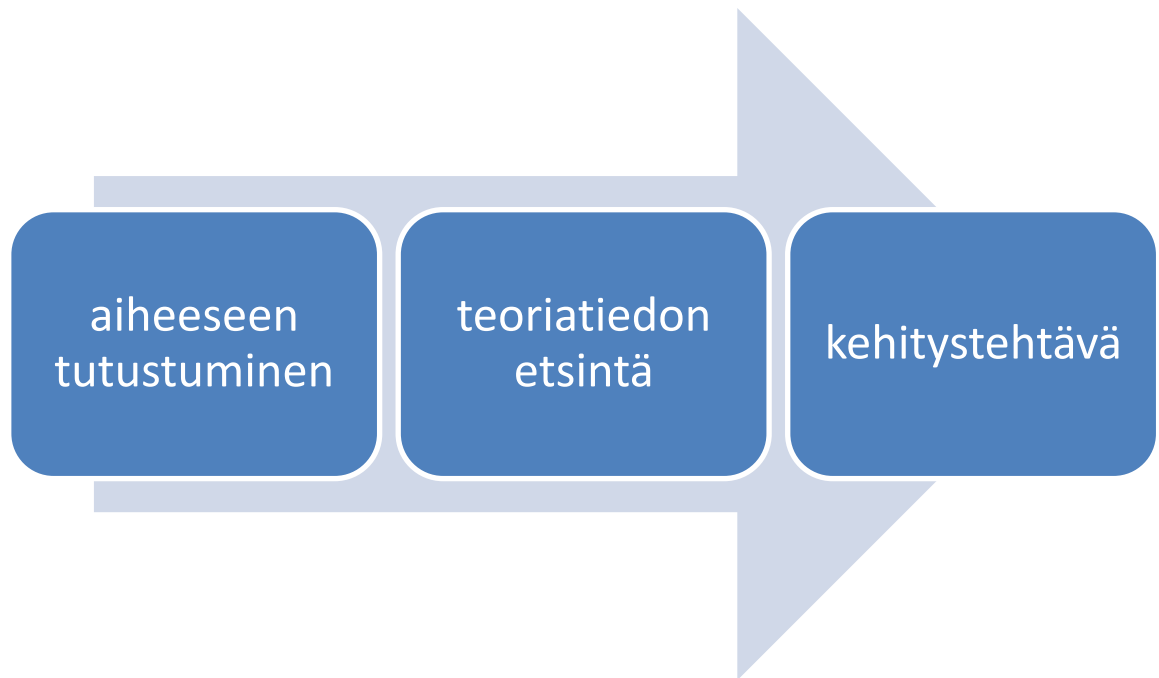 aiheeseen
tutustuminen
teoriatiedon
etsintä
kehitystehtävä